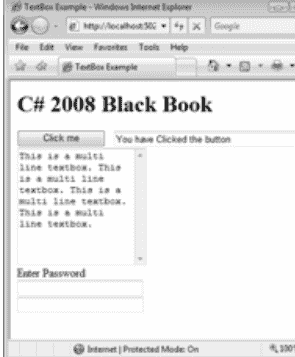 TextBox Example - Windows Internet Explorer
http://localhost:502
Google
File Edit View Favorites Tools Help
TextBox Example
C# 2008 Black Book
Click me You have Clicked the button
This is a multi
line textbox. This
is a multi line
textbox. This is a
multi line textbox.
This is a multi
line textbox.
Enter Password
Internet | Protected Mode: On 100%